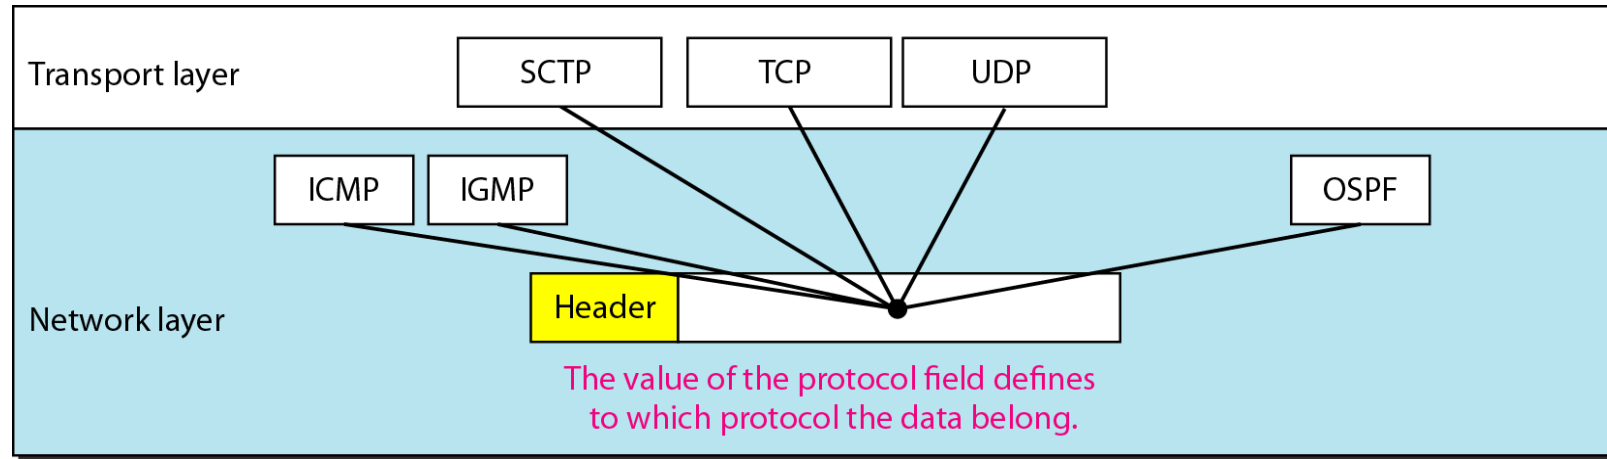 Transport layer
SCTP
TCP
UDP
ICMP
IGMP
OSPF
Network layer
Header
The value of the protocol field defines
to which protocol the data belong.